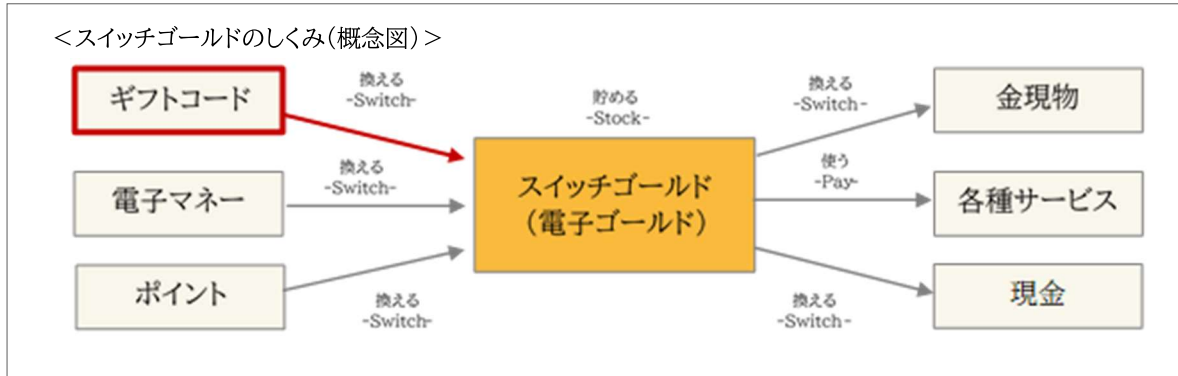 ＜スイッチゴールドのしくみ（概念図）＞
ギフトコード
換える
-Switch-
貯める
-Stock-
換える
-Switch-
金現物
電子マネー
換える
-Switch-
スイッチゴールド
（電子ゴールド）
使う
-Pay-
各種サービス
ポイント
換える
-Switch-
換える
-Switch-
現金